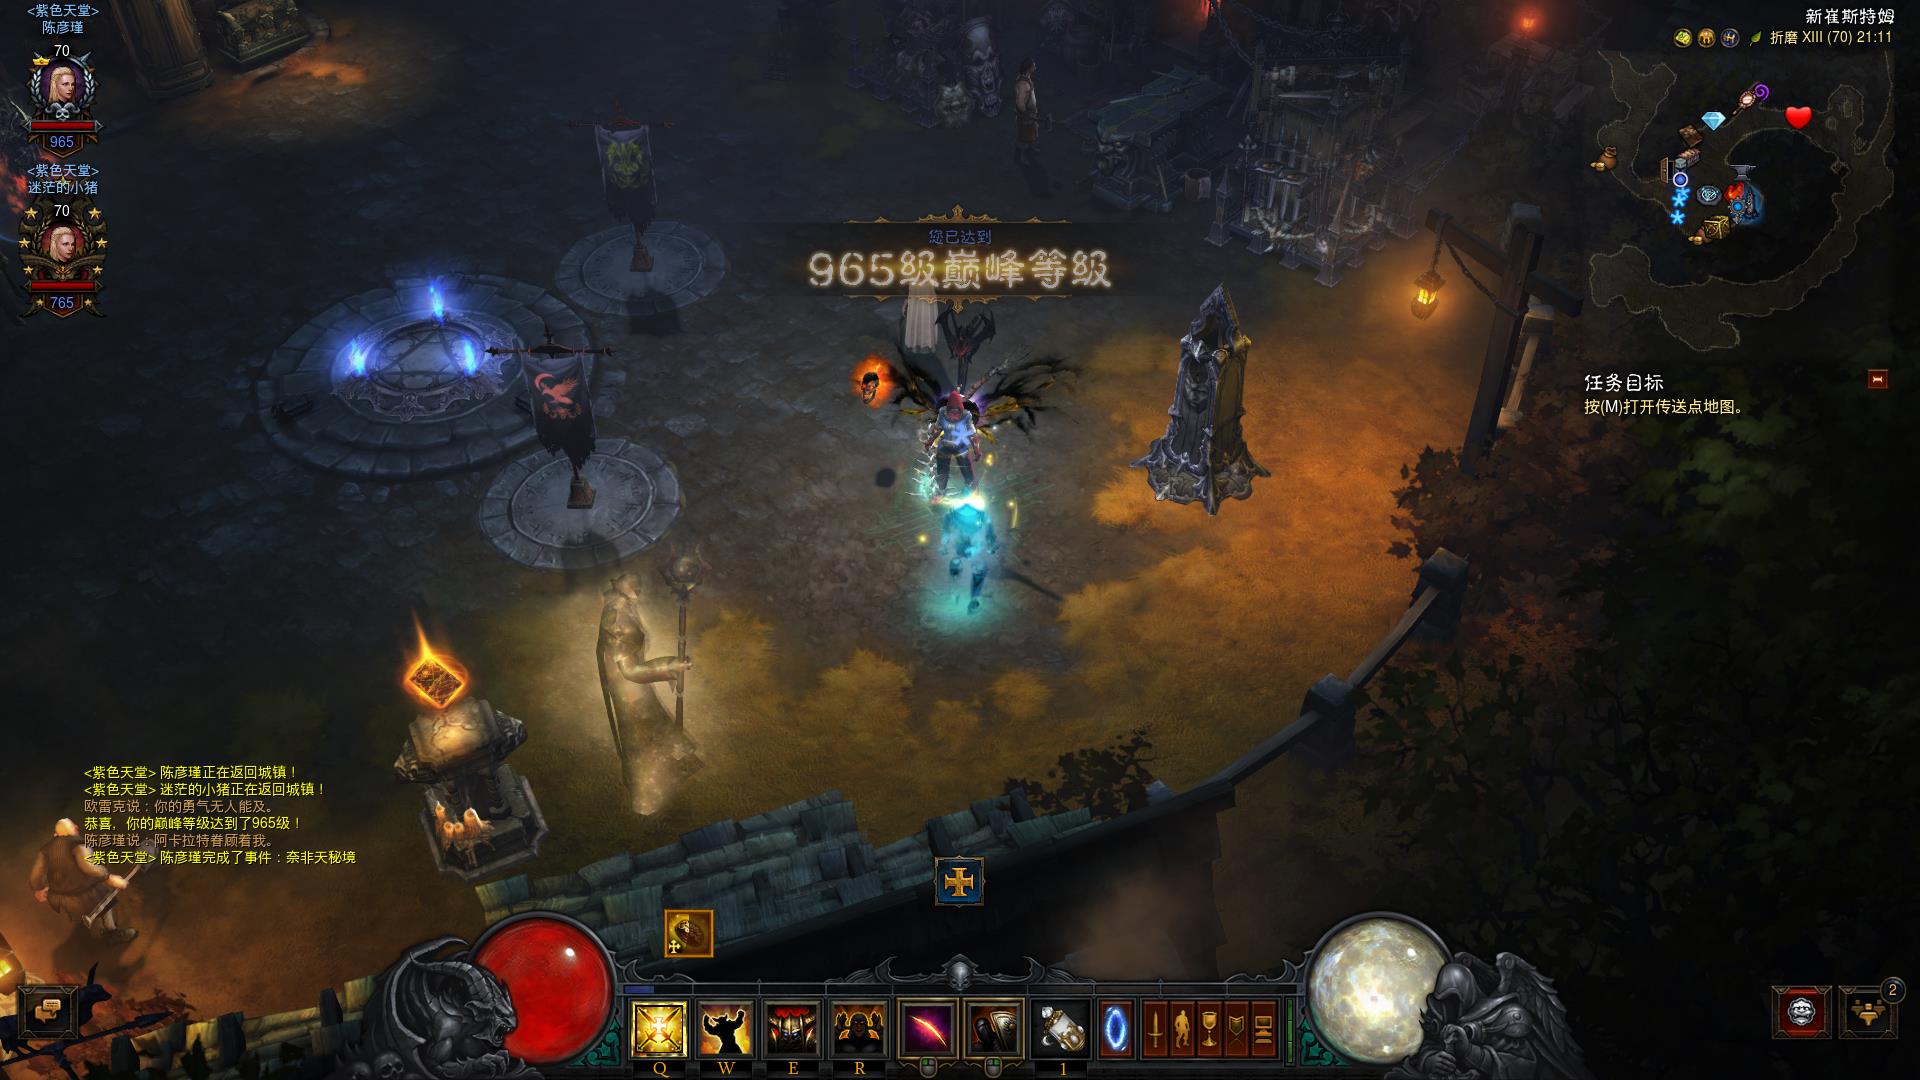 <紫色天堂>
陈彦瑾
70
965
<紫色天堂>
迷茫的小猪
70
765
新崔斯特姆
折磨 XIII (70) 21:11
您已达到
965级巅峰等级
任务目标
按(M)打开传送点地图。
<紫色天堂> 陈彦瑾正在返回城镇！
<紫色天堂> 迷茫的小猪正在返回城镇！
欧雷克说：你的勇气无人能及。
恭喜，你的巅峰等级达到了965级！
陈彦瑾说：阿卡拉特眷顾着我。
<紫色天堂> 陈彦瑾完成了事件：奈非天秘境
Q W E R 1
2